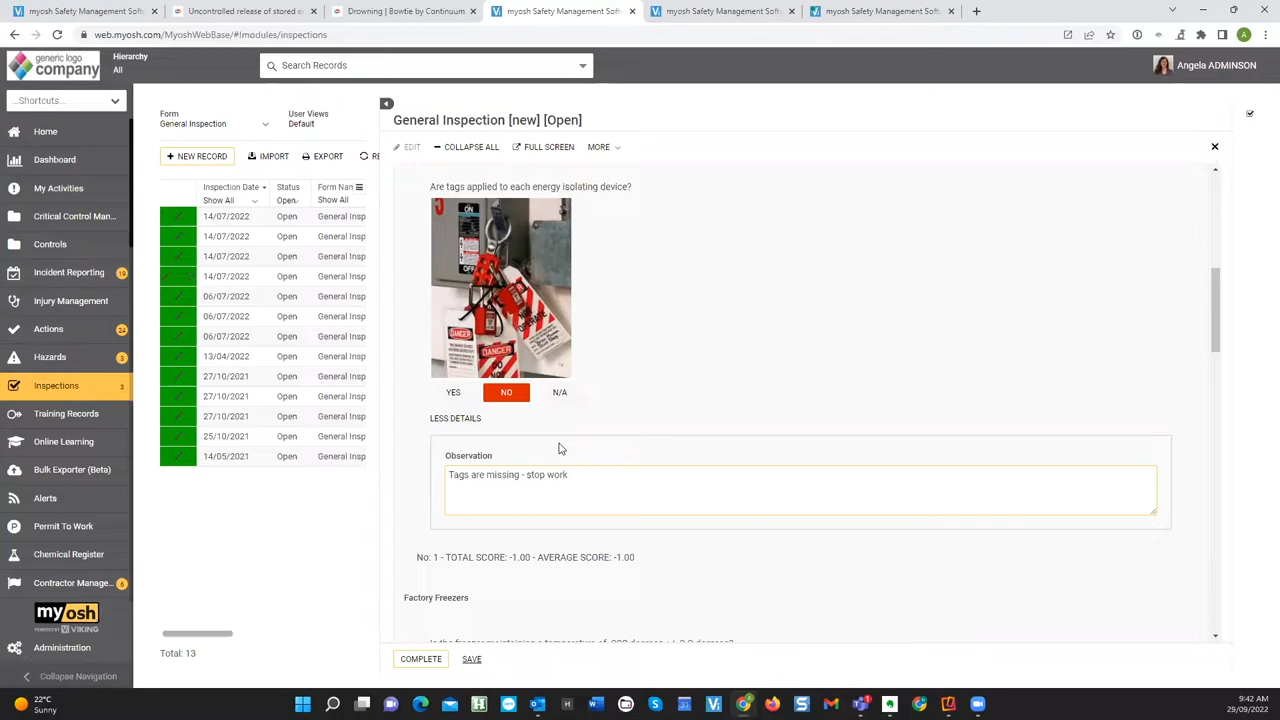 Uncontrolled release of stored e
Drowning | Bowtie by Continuum
myosh Safety Management Softw
myosh Safety Management Softw
myosh Safety Management Softw
web.myosh.com/MyoshWebBase/#!modules/inspections
A
generic logo
company
Hierarchy
All
Search Records
Angela ADMINSON
...Shortcuts...
Home
Dashboard
My Activities
Critical Control Man...
Controls
Incident Reporting 19
Injury Management
Actions 24
Hazards 3
Inspections 3
Training Records
Online Learning
Bulk Exporter (Beta)
Alerts
Permit To Work
Chemical Register
Contractor Manage... 5
myosh
POWERED BY VIKING
Administration
Collapse Navigation
Form
General Inspection
User Views
Default
+ NEW RECORD IMPORT EXPORT RE
Inspection Date Status Form Nan
Show All Open Show All
14/07/2022 Open General Insp
14/07/2022 Open General Insp
14/07/2022 Open General Insp
14/07/2022 Open General Insp
06/07/2022 Open General Insp
06/07/2022 Open General Insp
06/07/2022 Open General Insp
13/04/2022 Open General Insp
27/10/2021 Open General Insp
27/10/2021 Open General Insp
27/10/2021 Open General Insp
25/10/2021 Open General Insp
14/05/2021 Open General Insp
Total: 13
General Inspection [new] [Open]
EDIT COLLAPSE ALL FULL SCREEN MORE
Are tags applied to each energy isolating device?
DANGER
DANGER
YES NO N/A
LESS DETAILS
Observation
Tags are missing - stop work
No: 1 - TOTAL SCORE: -1.00 - AVERAGE SCORE: -1.00
Factory Freezers
COMPLETE SAVE
22°C
Sunny
9:42 AM
29/09/2022